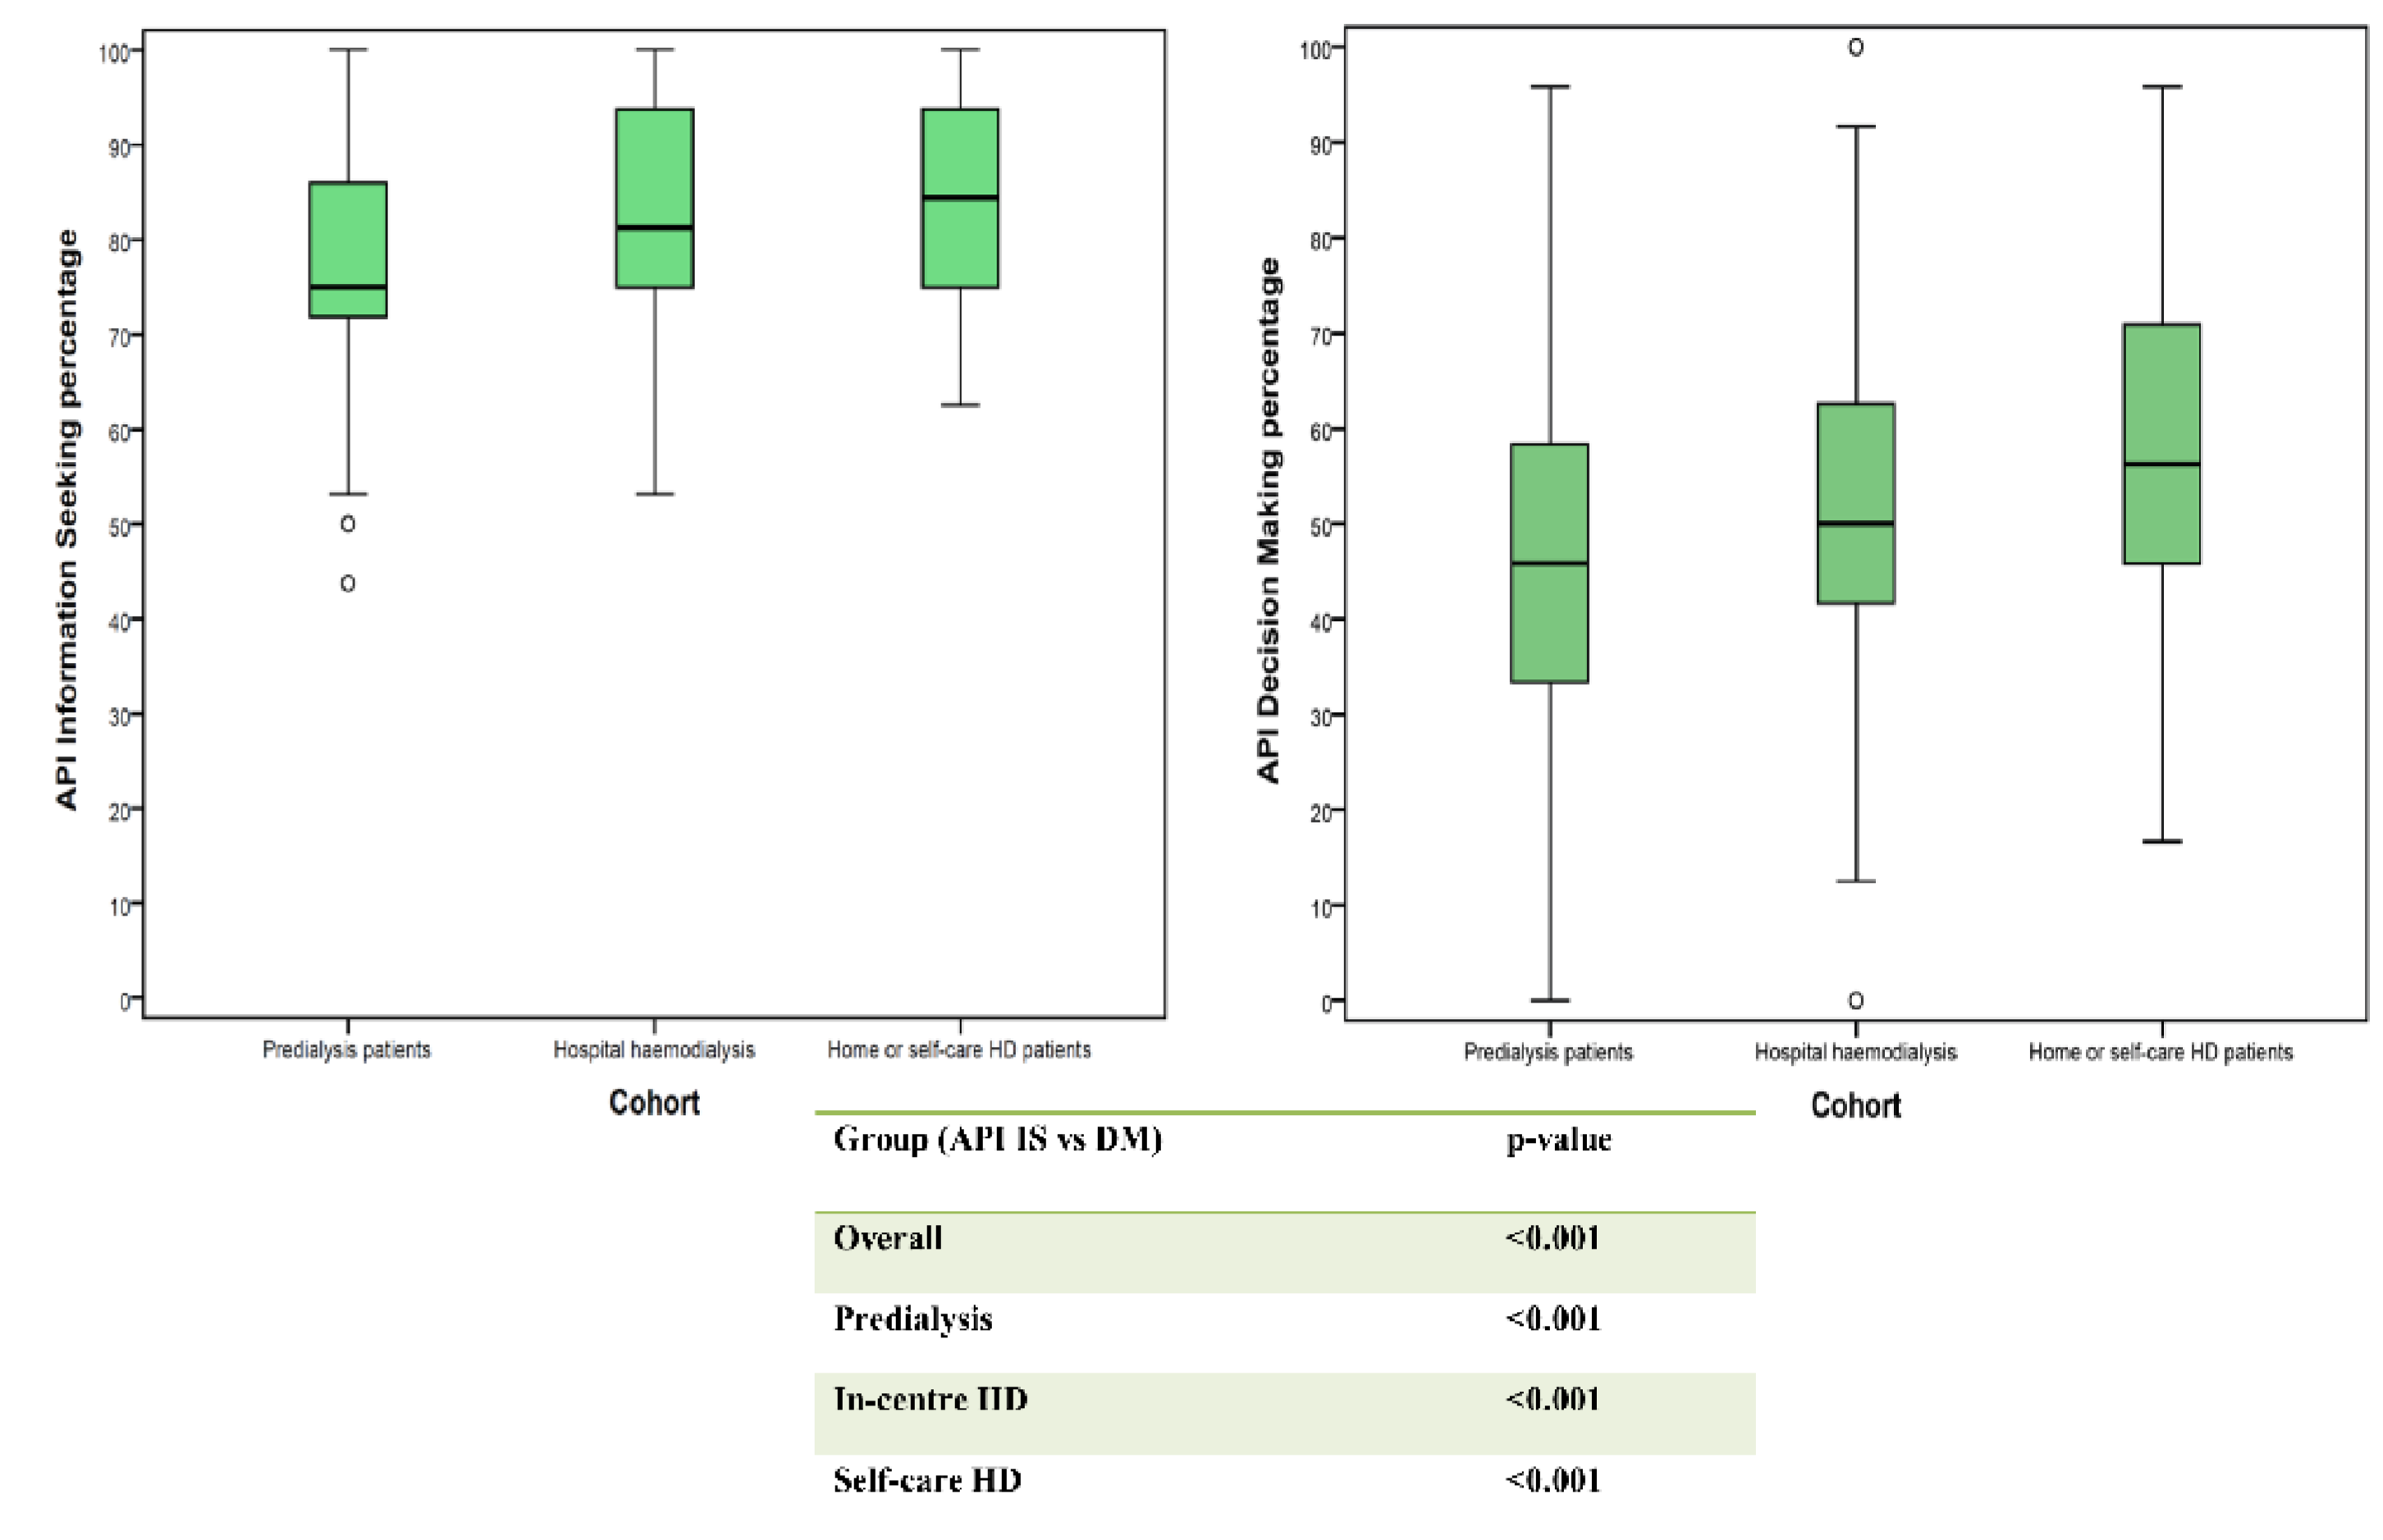 API Information Seeking percentage
100
90
80
70
60
50
40
30
20
10
0
Predialysis patients
Hospital haemodialysis
Home or self-care HD patients
Cohort
API Decision Making percentage
100
90
80
70
60
50
40
30
20
10
0
Predialysis patients
Hospital haemodialysis
Home or self-care HD patients
Cohort
Group (API IS vs DM) p-value
Overall <0.001
Predialysis <0.001
In-centre HD <0.001
Self-care HD <0.001